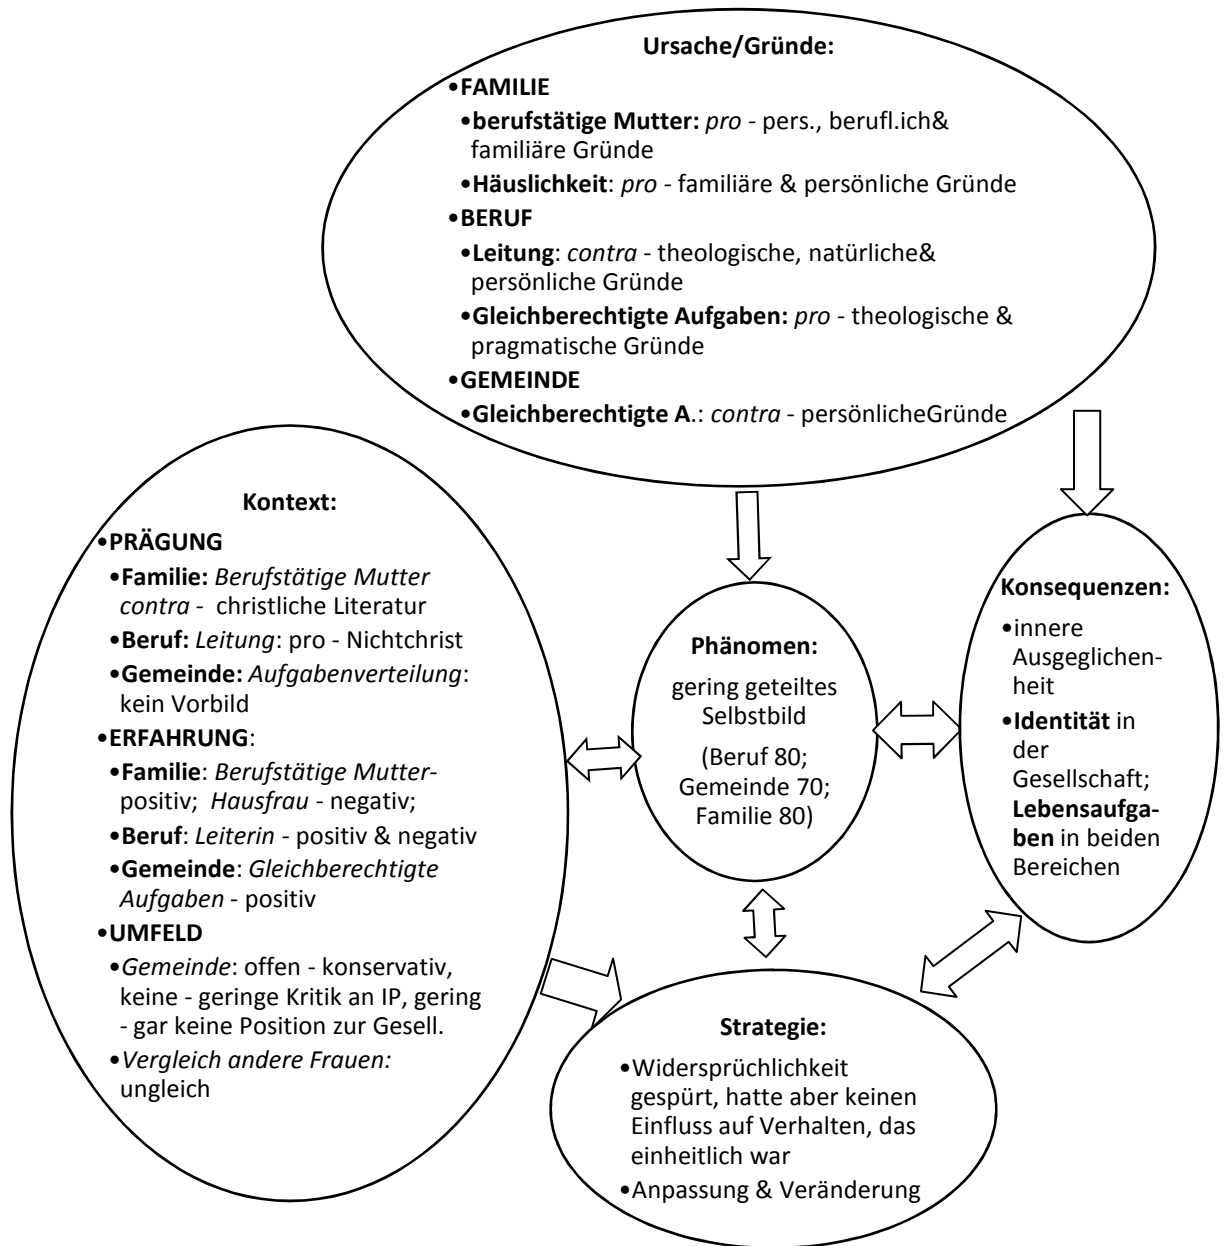 Ursache/Gründe:
•FAMILIE
•berufstätige Mutter: pro - pers., berufl.ich&
familiäre Gründe
•Häuslichkeit: pro - familiäre & persönliche Gründe
•BERUF
•Leitung: contra - theologische, natürliche&
persönliche Gründe
•Gleichberechtigte Aufgaben: pro - theologische &
pragmatische Gründe
•GEMEINDE
•Gleichberechtigte A.: contra - persönlicheGründe
Kontext:
•PRÄGUNG
•Familie: Berufstätige Mutter
contra - christliche Literatur
•Beruf: Leitung: pro - Nichtchrist
•Gemeinde: Aufgabenverteilung:
kein Vorbild
•ERFAHRUNG:
•Familie: Berufstätige Mutter-
positiv; Hausfrau - negativ;
•Beruf: Leiterin - positiv & negativ
•Gemeinde: Gleichberechtigte
Aufgaben - positiv
•UMFELD
•Gemeinde: offen - konservativ,
keine - geringe Kritik an IP, gering
- gar keine Position zur Gesell.
•Vergleich andere Frauen:
ungleich
Phänomen:
gering geteiltes
Selbstbild
(Beruf 80;
Gemeinde 70;
Familie 80)
Konsequenzen:
•innere
Ausgeglichen-
heit
•Identität in
der
Gesellschaft;
Lebensaufga-
ben in beiden
Bereichen
Strategie:
•Widersprüchlichkeit
gespürt, hatte aber keinen
Einfluss auf Verhalten, das
einheitlich war
•Anpassung & Veränderung